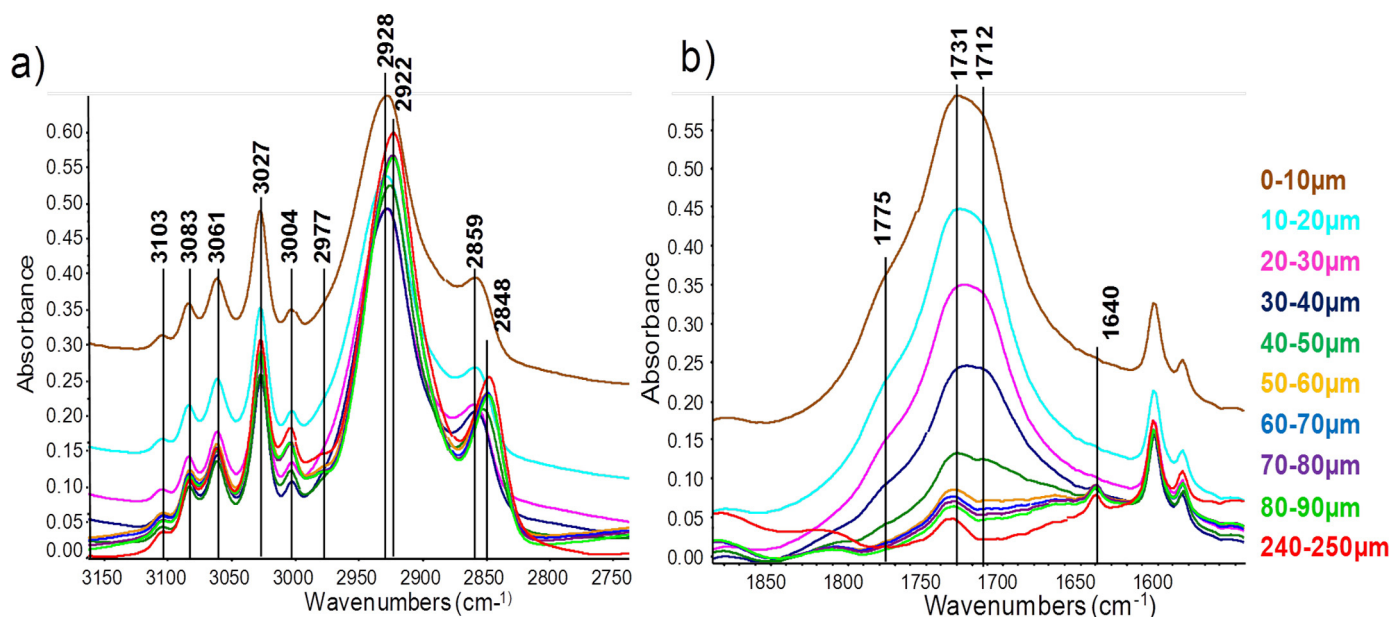 a)
2928
2922
3027
3103
3083
3061
3004
2977
2859
2848
0.60
0.55
0.50
0.45
0.40
0.35
0.30
0.25
0.20
0.15
0.10
0.05
0.00
Absorbance
3150 3100 3050 3000 2950 2900 2850 2800 2750
Wavenumbers (cm-1)
b)
1731
1712
1775
1640
0.55
0.50
0.45
0.40
0.35
0.30
0.25
0.20
0.15
0.10
0.05
0.00
Absorbance
1850 1800 1750 1700 1650 1600
Wavenumbers (cm-1)
0-10µm
10-20µm
20-30µm
30-40µm
40-50µm
50-60µm
60-70µm
70-80µm
80-90µm
240-250µm